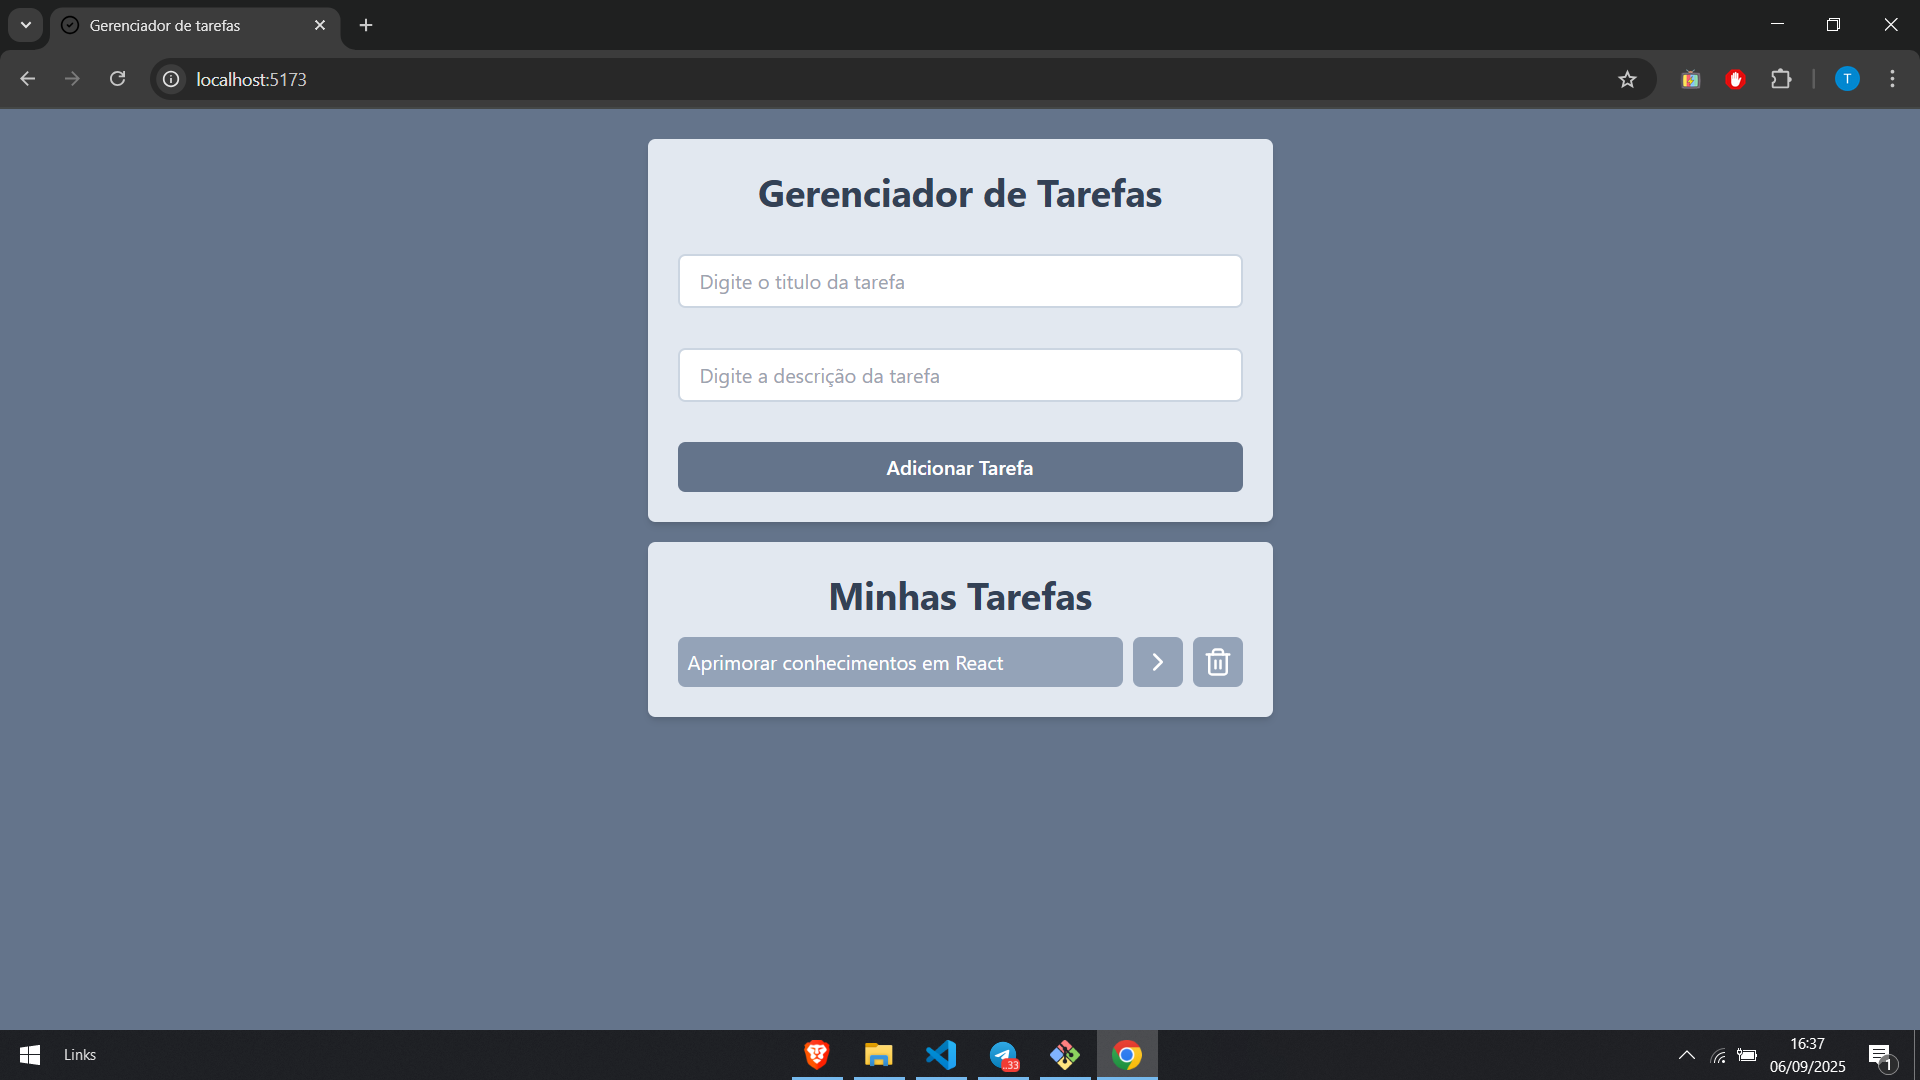 Gerenciador de tarefas
localhost:5173
T
Gerenciador de Tarefas
Digite o titulo da tarefa
Digite a descrição da tarefa
Adicionar Tarefa
Minhas Tarefas
Aprimorar conhecimentos em React
Links
..33
16:37
06/09/2025
1